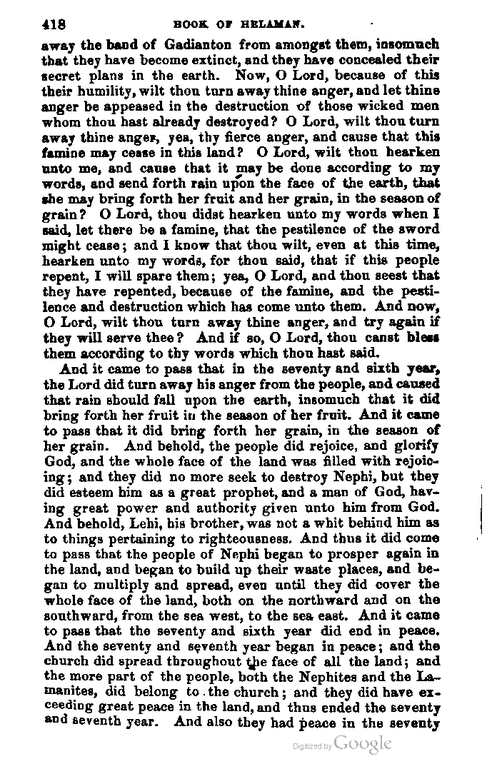 418 BOOK OF HELAMAN.
away the band of Gadianton from amongst them, insomuch
that they have become extinct, and they have concealed their
secret plans in the earth. Now, O Lord, because of this
their humility, wilt thou turn away thine anger, and let thine
anger be appeased in the destruction of those wicked men
whom thou hast already destroyed? O Lord, wilt thou turn
away thine anger, yea, thy fierce anger, and cause that this
famine may cease in this land? O Lord, wilt thou hearken
unto me, and cause that it may be done according to my
words, and send forth rain upon the face of the earth, that
she may bring forth her fruit and her grain, in the season of
grain? O Lord, thou didst hearken unto my words when I
said, let there be a famine, that the pestilence of the sword
might cease; and I know that thou wilt, even at this time,
hearken unto my words, for thou said, that if this people
repent, I will spare them; yea, O Lord, and thou seest that
they have repented, because of the famine, and the pesti-
lence and destruction which has come unto them. And now,
O Lord, wilt thou turn away thine anger, and try again if
they will serve thee? And if so, O Lord, thou canst bless
them according to thy words which thou hast said.
And it came to pass that in the seventy and sixth year,
the Lord did turn away his anger from the people, and caused
that rain should fall upon the earth, insomuch that it did
bring forth her fruit in the season of her fruit. And it came
to pass that it did bring forth her grain, in the season of
her grain. And behold, the people did rejoice, and glorify
God, and the whole face of the land was filled with rejoic-
ing; and they did no more seek to destroy Nephi, but they
did esteem him as a great prophet, and a man of God, hav-
ing great power and authority given unto him from God.
And behold, Lehi, his brother, was not a whit behind him as
to things pertaining to righteousness. And thus it did come
to pass that the people of Nephi began to prosper again in
the land, and began to build up their waste places, and be-
gan to multiply and spread, even until they did cover the
whole face of the land, both on the northward and on the
southward, from the sea west, to the sea east. And it came
to pass that the seventy and sixth year did end in peace.
And the seventy and seventh year began in peace; and the
church did spread throughout the face of all the land; and
the more part of the people, both the Nephites and the La-
manites, did belong to the church; and they did have ex-
ceeding great peace in the land, and thus ended the seventy
and seventh year. And also they had peace in the seventy
Digitized by Google